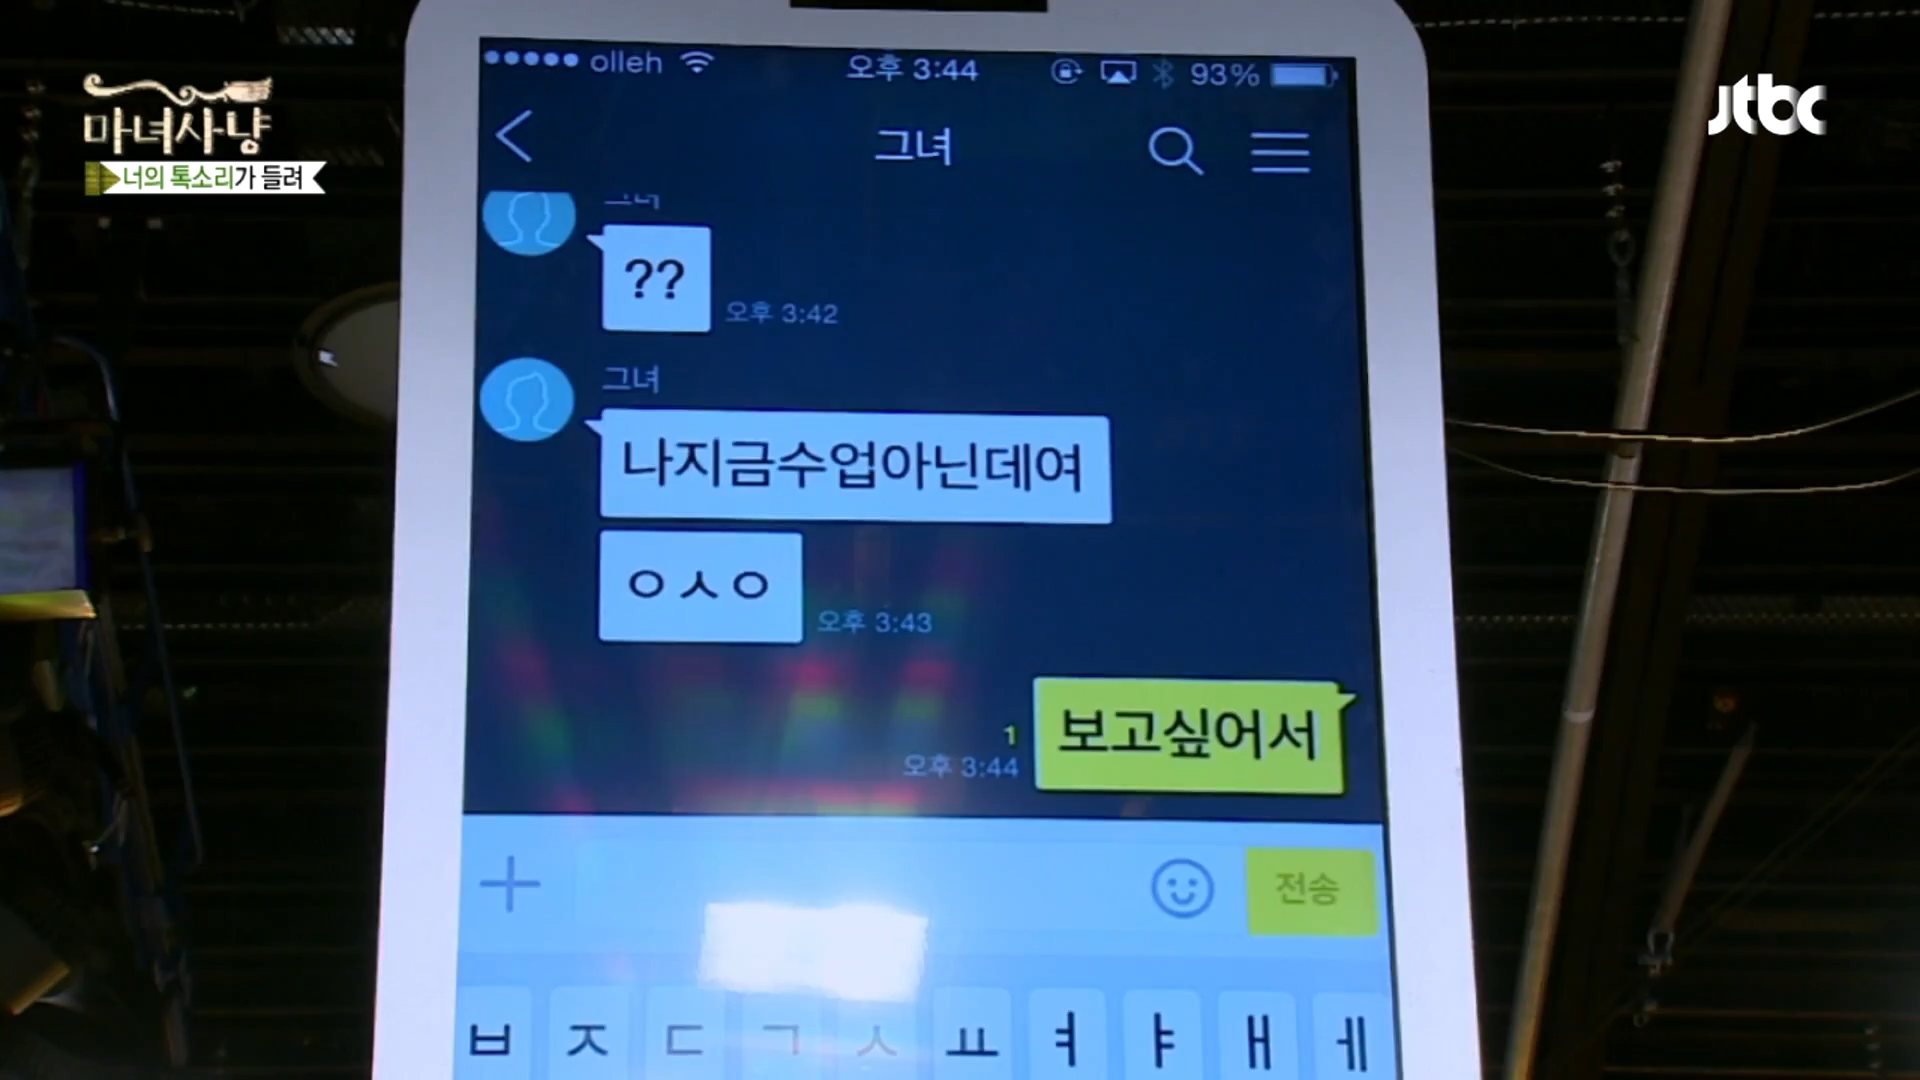 ●●●●● olleh 오후 3:44 93%
마녀사냥
jtbc
너의 톡소리가 들려
그녀
그녀
??
오후 3:42
그녀
나지금수업아닌데여
ㅇㅅㅇ
오후 3:43
보고싶어서
1
오후 3:44
전송
ㅂ ㅈ ㄷ ㄱ ㅅ ㅛ ㅕ ㅑ ㅐ ㅔ